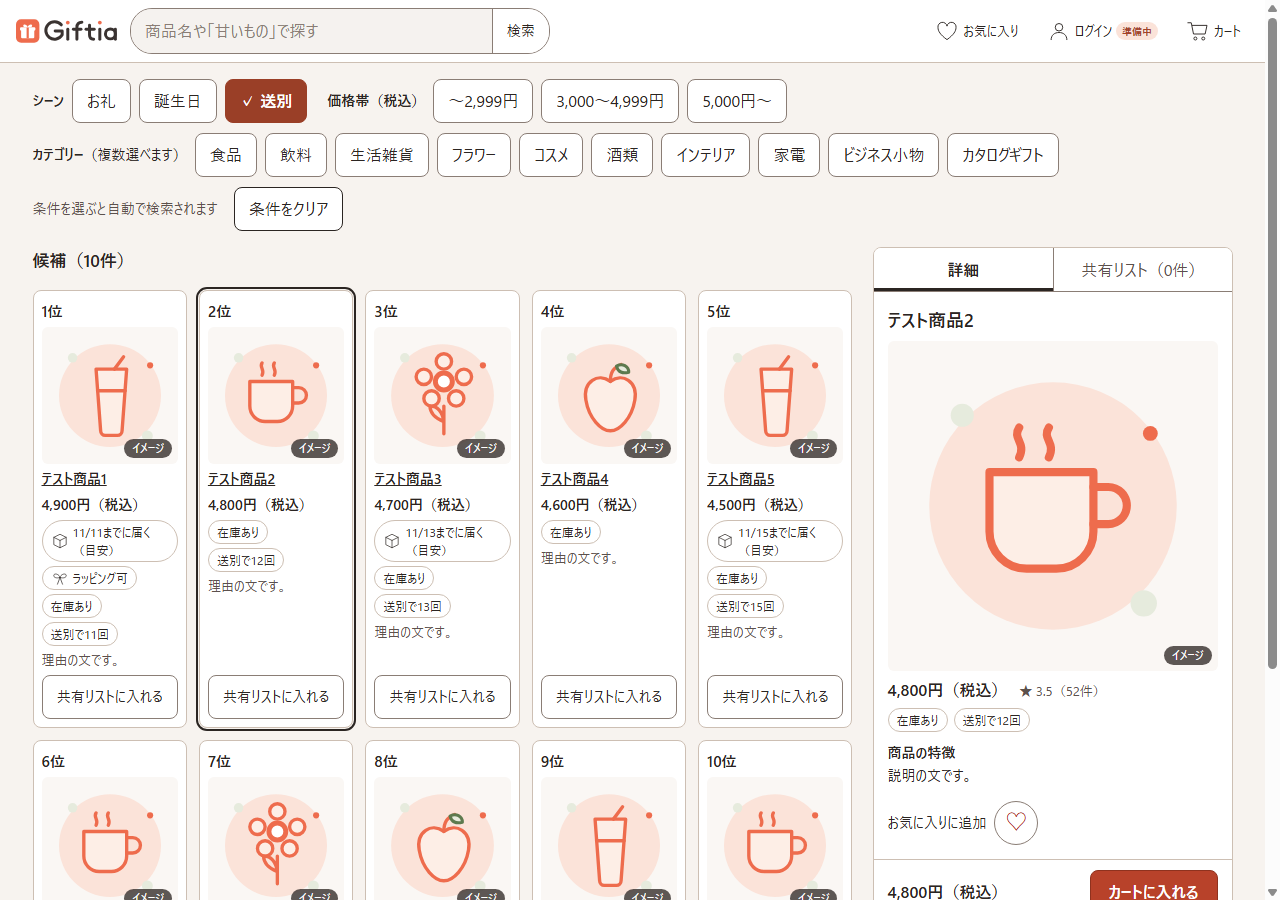 Giftia
商品名や「甘いもの」で探す
検索
お気に入り
ログイン 準備中
カート
シーン お礼 誕生日 ✓ 送別 価格帯（税込） ～2,999円 3,000～4,999円 5,000円～
カテゴリー（複数選べます） 食品 飲料 生活雑貨 フラワー コスメ 酒類 インテリア 家電 ビジネス小物 カタログギフト
条件を選ぶと自動で検索されます 条件をクリア
候補（10件）
1位
イメージ
テスト商品1
4,900円（税込）
11/11までに届く
（目安）
ラッピング可
在庫あり
送別で11回
理由の文です。
共有リストに入れる
2位
イメージ
テスト商品2
4,800円（税込）
在庫あり
送別で12回
理由の文です。
共有リストに入れる
3位
イメージ
テスト商品3
4,700円（税込）
11/13までに届く
（目安）
在庫あり
送別で13回
理由の文です。
共有リストに入れる
4位
イメージ
テスト商品4
4,600円（税込）
在庫あり
理由の文です。
共有リストに入れる
5位
イメージ
テスト商品5
4,500円（税込）
11/15までに届く
（目安）
在庫あり
送別で15回
理由の文です。
共有リストに入れる
6位
イメージ
7位
イメージ
8位
イメージ
9位
イメージ
10位
イメージ
詳細
共有リスト（0件）
テスト商品2
イメージ
4,800円（税込） ★ 3.5（52件）
在庫あり 送別で12回
商品の特徴
説明の文です。
お気に入りに追加
4,800円（税込）
カートに入れる